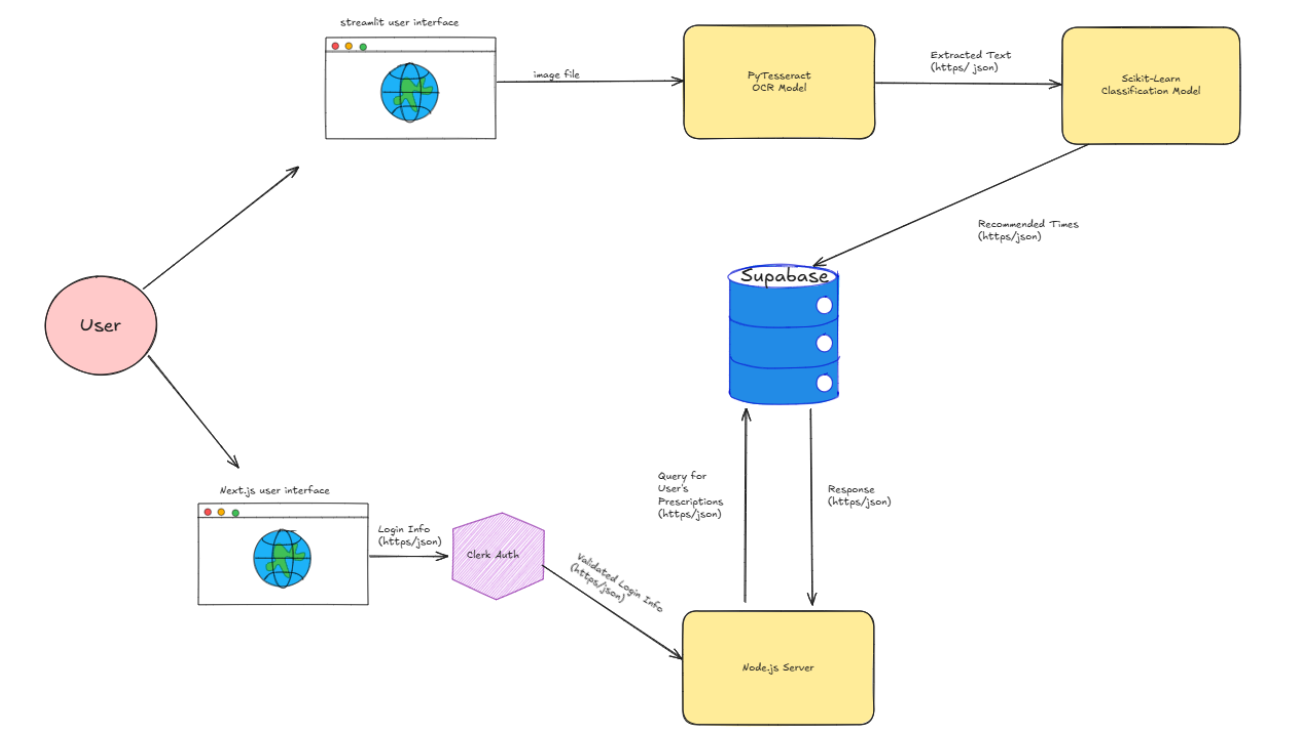 streamlit user interface
image file
PyTesseract
OCR Model
Extracted Text
(https/ json)
Scikit-Learn
Classification Model
Recommended Times
(https/json)
Supabase
User
Query for
User's
Prescriptions
(https/json)
Response
(https/json)
Next.js user interface
Login Info
(https/json)
Clerk Auth
Validated Login Info
(https/json)
Node.js Server